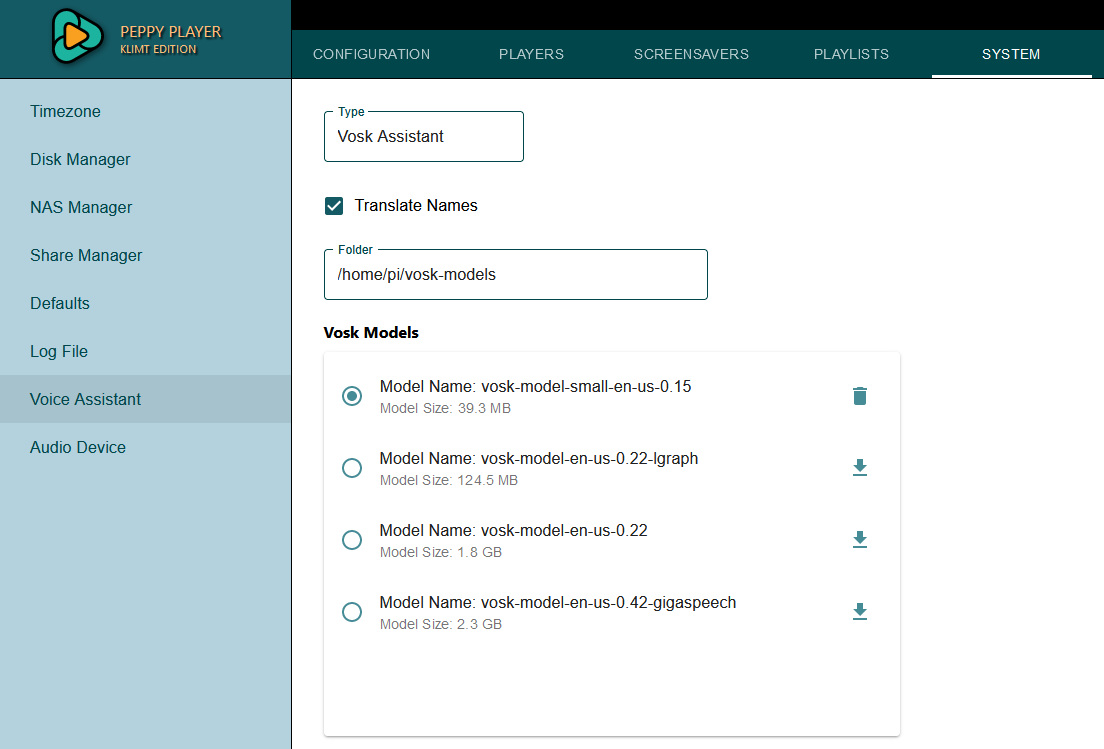 PEPPY PLAYER
KLIMT EDITION
CONFIGURATION PLAYERS SCREENSAVERS PLAYLISTS SYSTEM
Timezone
Disk Manager
NAS Manager
Share Manager
Defaults
Log File
Voice Assistant
Audio Device
Type
Vosk Assistant
Translate Names
Folder
/home/pi/vosk-models
Vosk Models
Model Name: vosk-model-small-en-us-0.15
Model Size: 39.3 MB
Model Name: vosk-model-en-us-0.22-lgraph
Model Size: 124.5 MB
Model Name: vosk-model-en-us-0.22
Model Size: 1.8 GB
Model Name: vosk-model-en-us-0.42-gigaspeech
Model Size: 2.3 GB